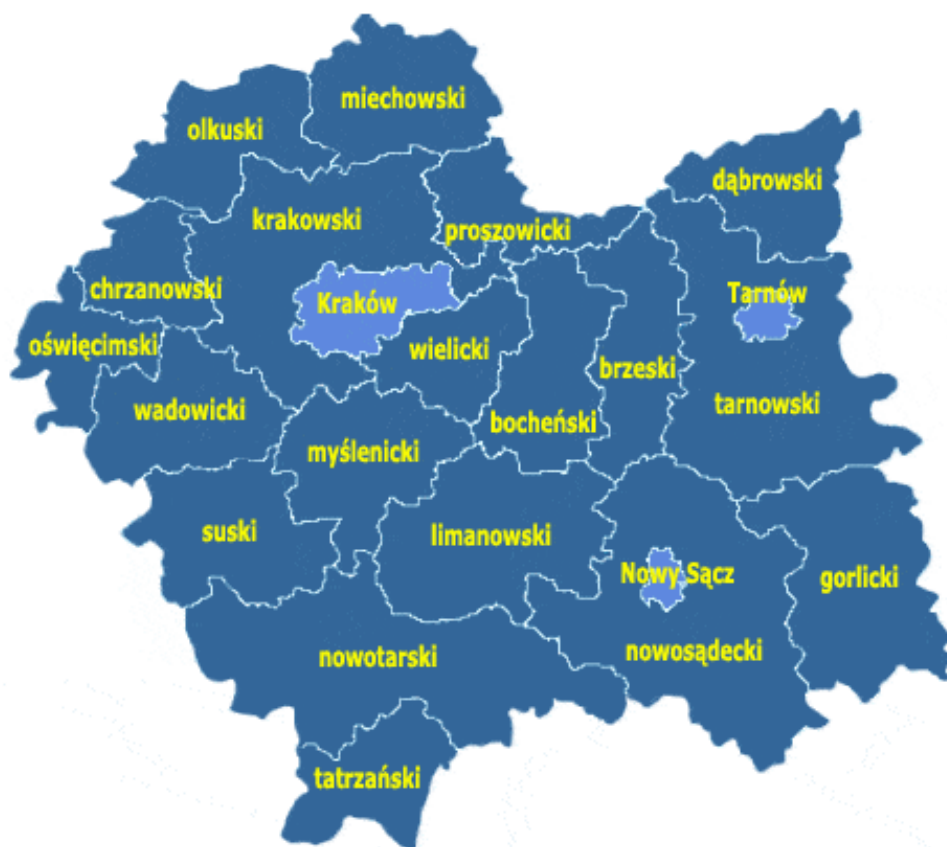 miechowski
olkuski
dąbrowski
krakowski
proszowicki
chrzanowski
Kraków
Tarnów
oświęcimski
wielicki
brzeski
wadowicki
tarnowski
bocheński
myślenicki
suski
limanowski
Nowy Sącz
gorlicki
nowotarski
nowosądecki
tatrzański